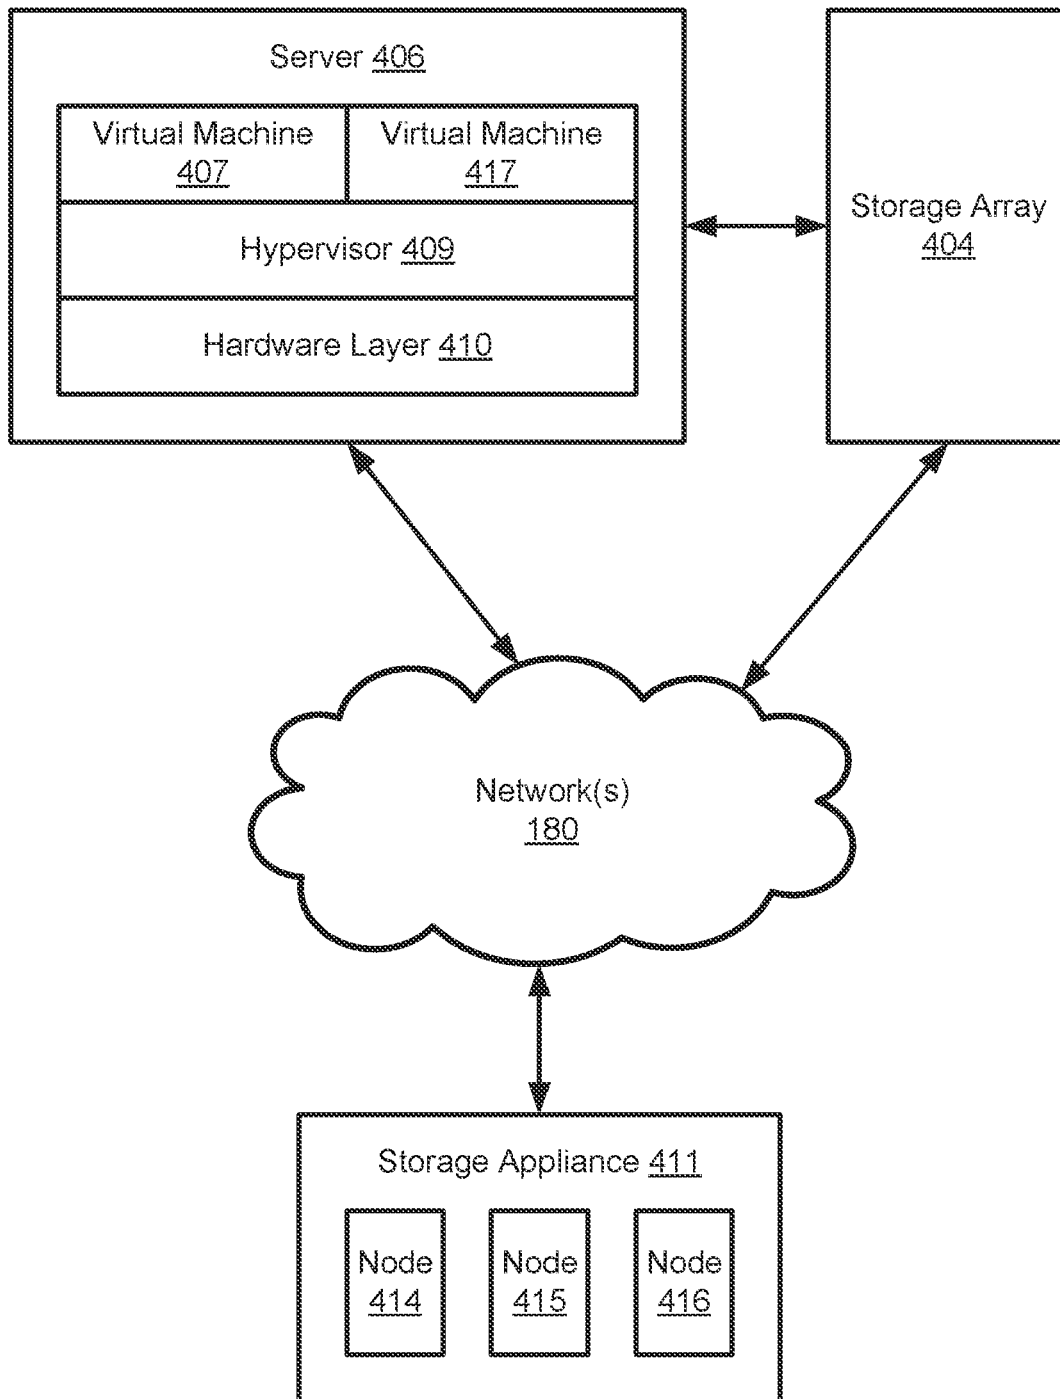 Server 406
Virtual Machine
407
Virtual Machine
417
Hypervisor 409
Hardware Layer 410
Storage Array
404
Network(s)
180
Storage Appliance 411
Node
414
Node
415
Node
416